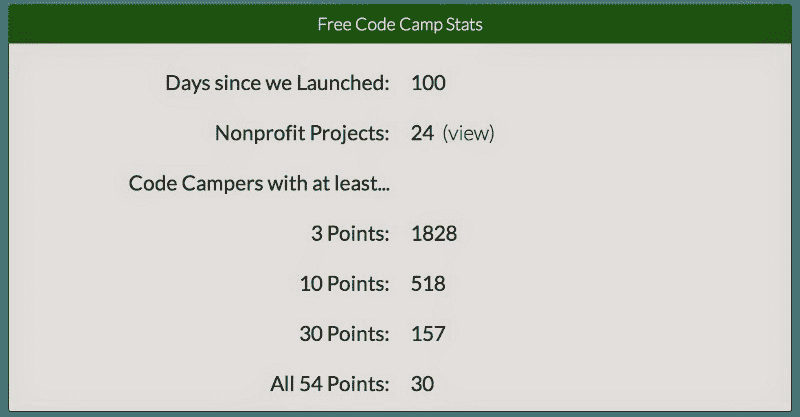 Free Code Camp Stats
Days since we Launched: 100
Nonprofit Projects: 24 (view)
Code Campers with at least...
3 Points: 1828
10 Points: 518
30 Points: 157
All 54 Points: 30